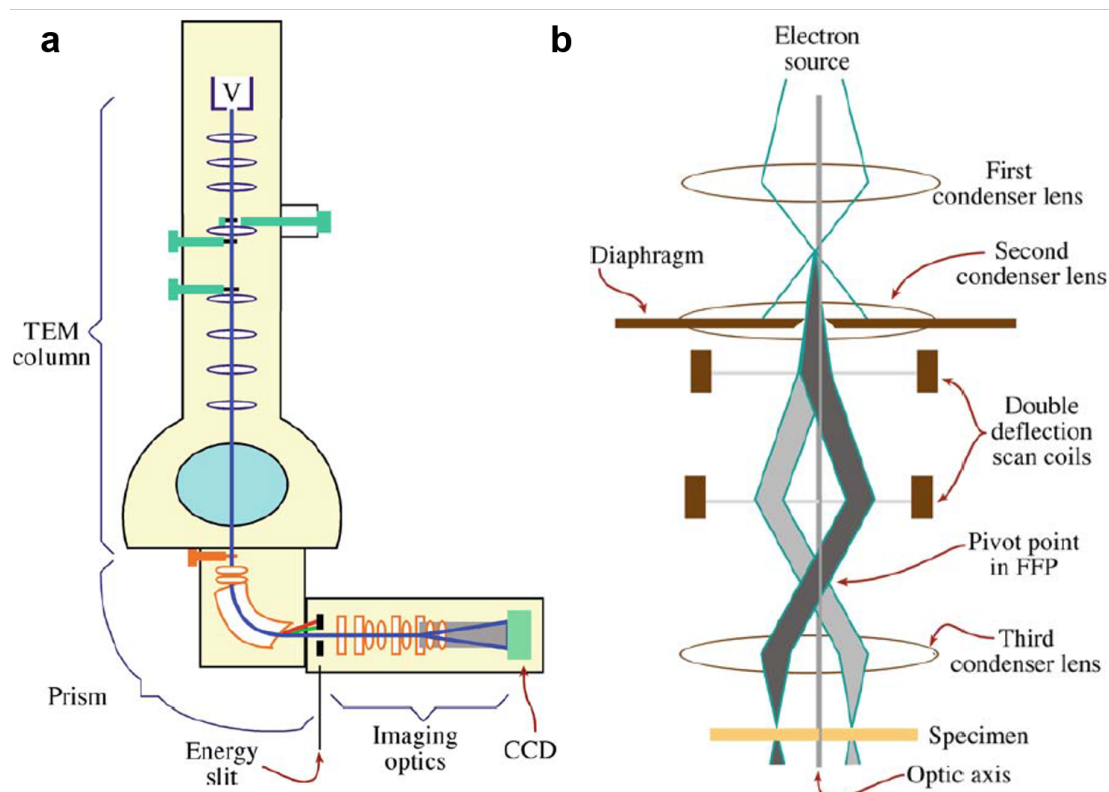 a
V
TEM
column
Prism
Energy
slit
Imaging
optics
CCD
b
Electron
source
First
condenser lens
Diaphragm
Second
condenser lens
Double
deflection
scan coils
Pivot point
in FFP
Third
condenser lens
Specimen
Optic axis